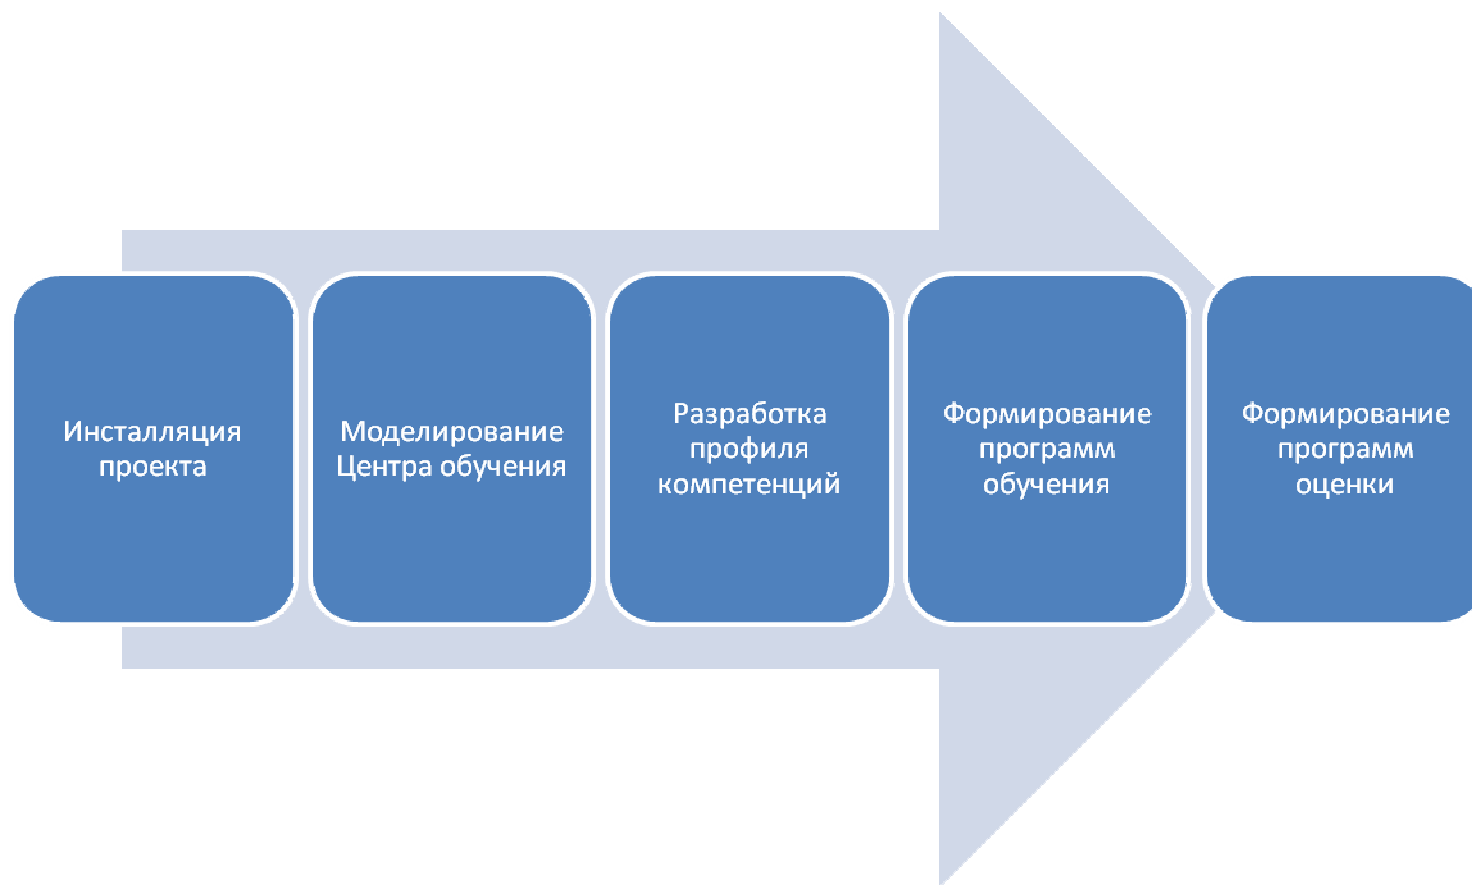 Инсталляция
проекта
Моделирование
Центра обучения
Разработка
профиля
компетенций
Формирование
программ
обучения
Формирование
программ
оценки